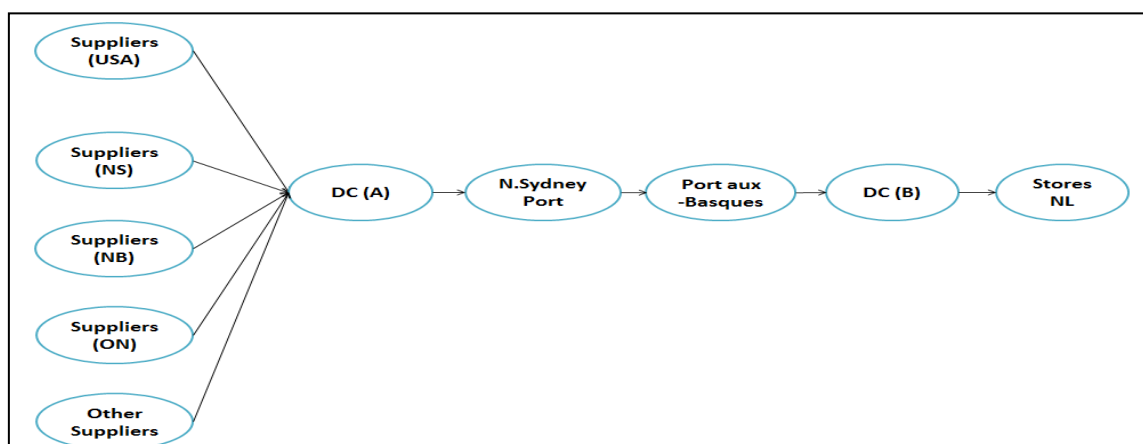 Suppliers
(USA)
Suppliers
(NS)
Suppliers
(NB)
Suppliers
(ON)
Other
Suppliers
DC (A)
N.Sydney
Port
Port aux
-Basques
DC (B)
Stores
NL